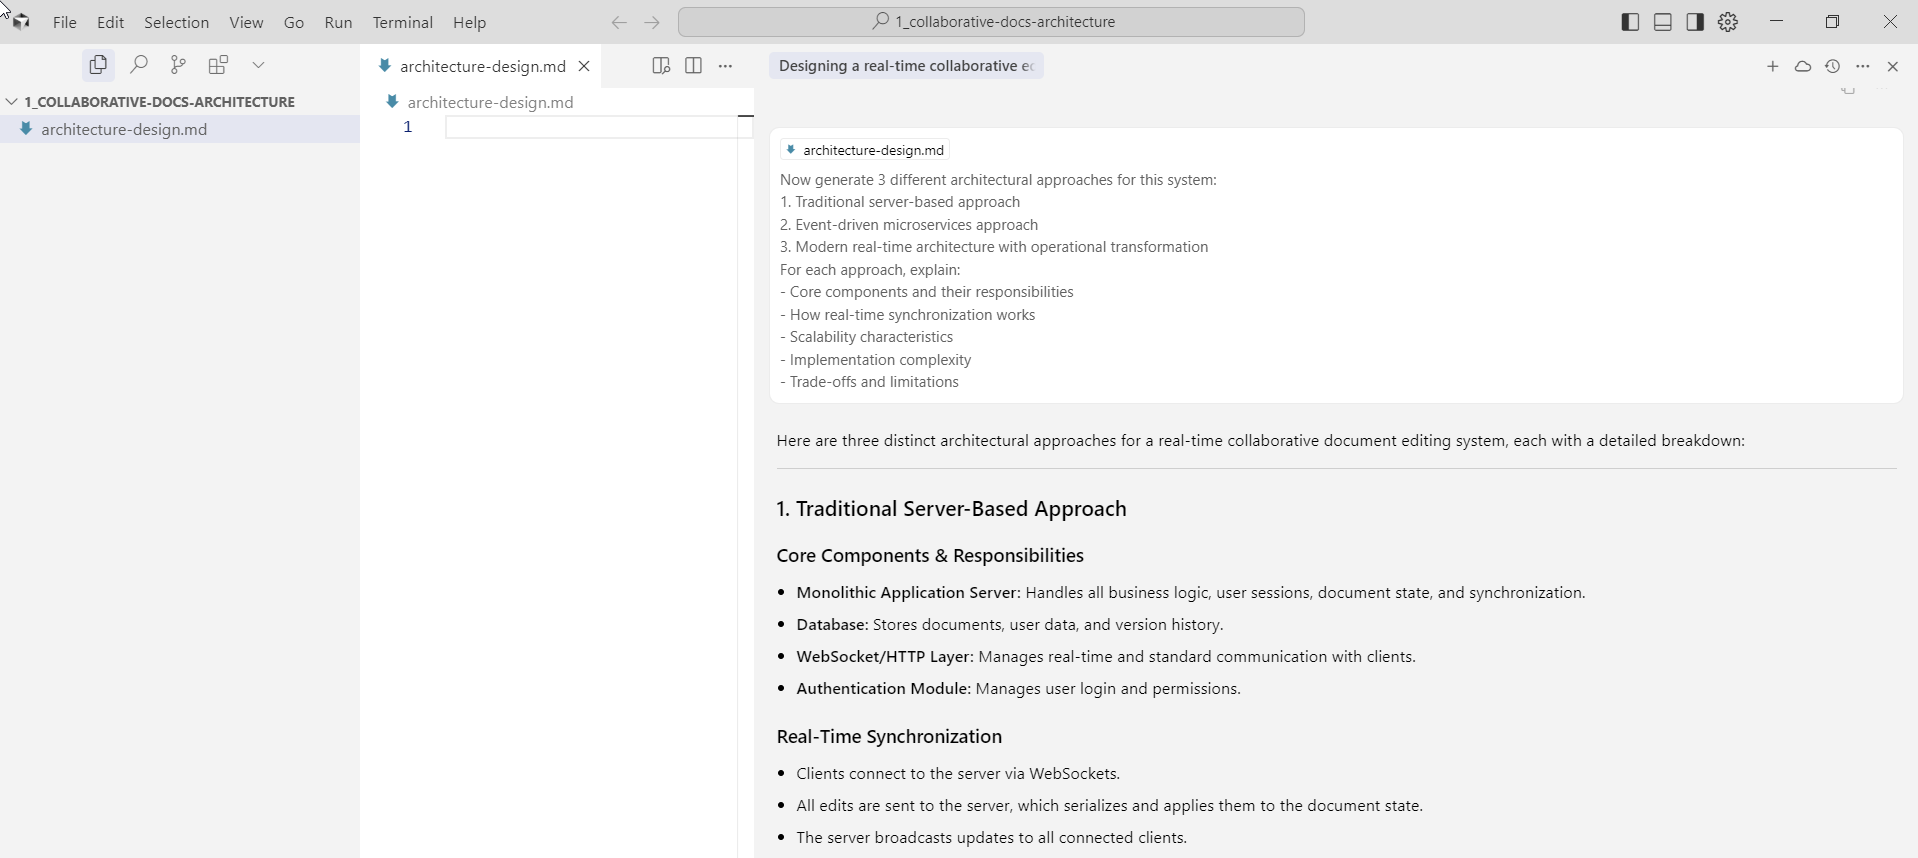 File Edit Selection View Go Run Terminal Help
1_collaborative-docs-architecture
1_COLLABORATIVE-DOCS-ARCHITECTURE
architecture-design.md
architecture-design.md
architecture-design.md
1
Designing a real-time collaborative
architecture-design.md
Now generate 3 different architectural approaches for this system:
1. Traditional server-based approach
2. Event-driven microservices approach
3. Modern real-time architecture with operational transformation
For each approach, explain:
- Core components and their responsibilities
- How real-time synchronization works
- Scalability characteristics
- Implementation complexity
- Trade-offs and limitations
Here are three distinct architectural approaches for a real-time collaborative document editing system, each with a detailed breakdown:
1. Traditional Server-Based Approach
Core Components & Responsibilities
• Monolithic Application Server: Handles all business logic, user sessions, document state, and synchronization.
• Database: Stores documents, user data, and version history.
• WebSocket/HTTP Layer: Manages real-time and standard communication with clients.
• Authentication Module: Manages user login and permissions.
Real-Time Synchronization
• Clients connect to the server via WebSockets.
• All edits are sent to the server, which serializes and applies them to the document state.
• The server broadcasts updates to all connected clients.